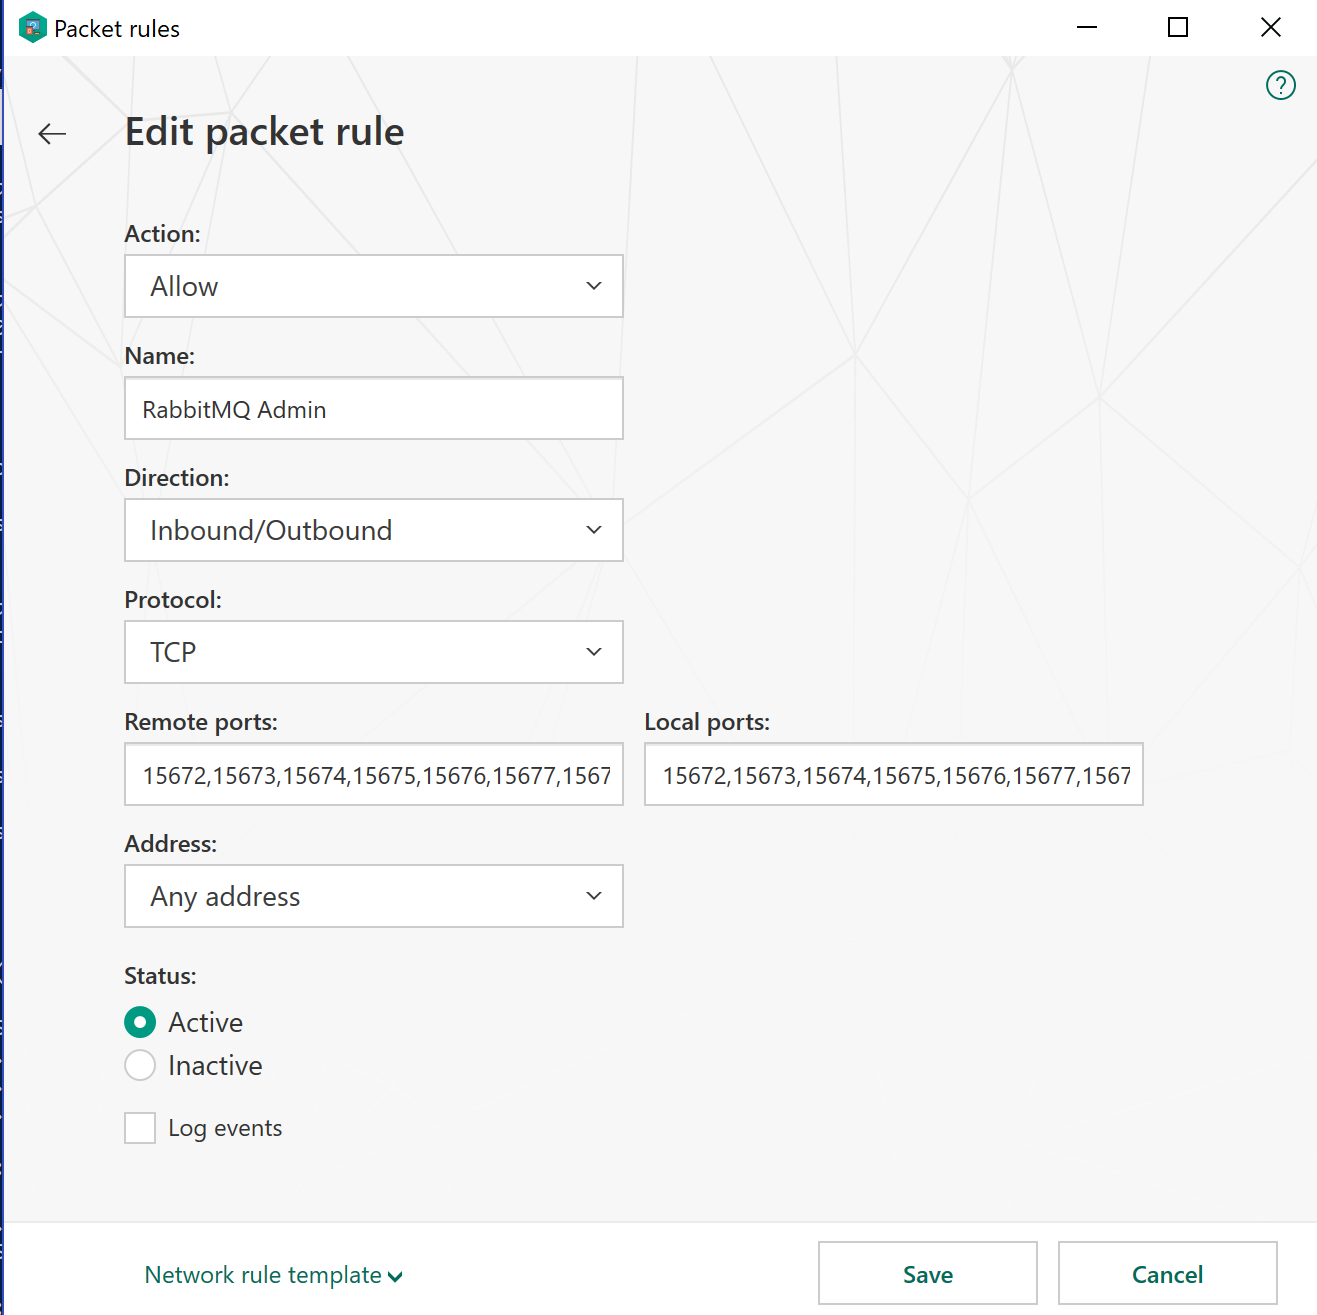 Packet rules
Edit packet rule
Action:
Allow
Name:
RabbitMQ Admin
Direction:
Inbound/Outbound
Protocol:
TCP
Remote ports: Local ports:
15672,15673,15674,15675,15676,15677,1567 15672,15673,15674,15675,15676,15677,1567
Address:
Any address
Status:
Active
Inactive
Log events
Network rule template Save Cancel